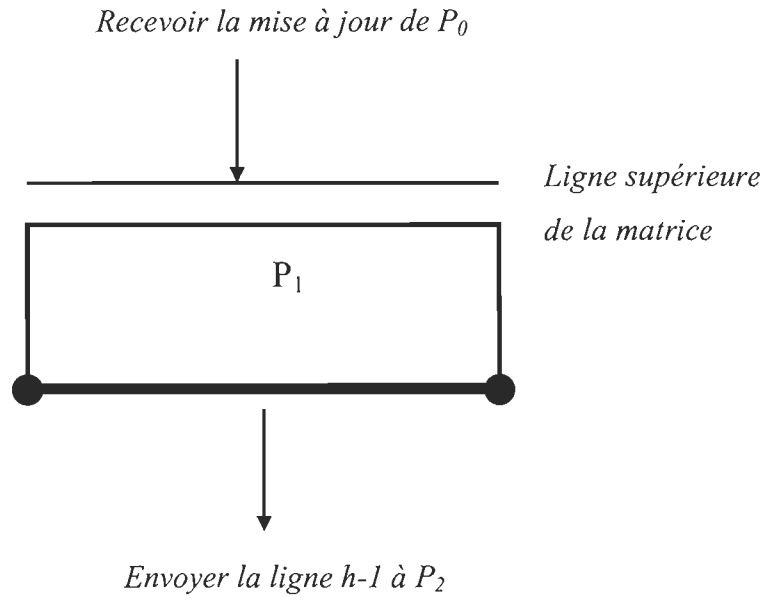 Recevoir la mise à jour de P₀
Ligne supérieure
de la matrice
P₁
Envoyer la ligne h-1 à P₂